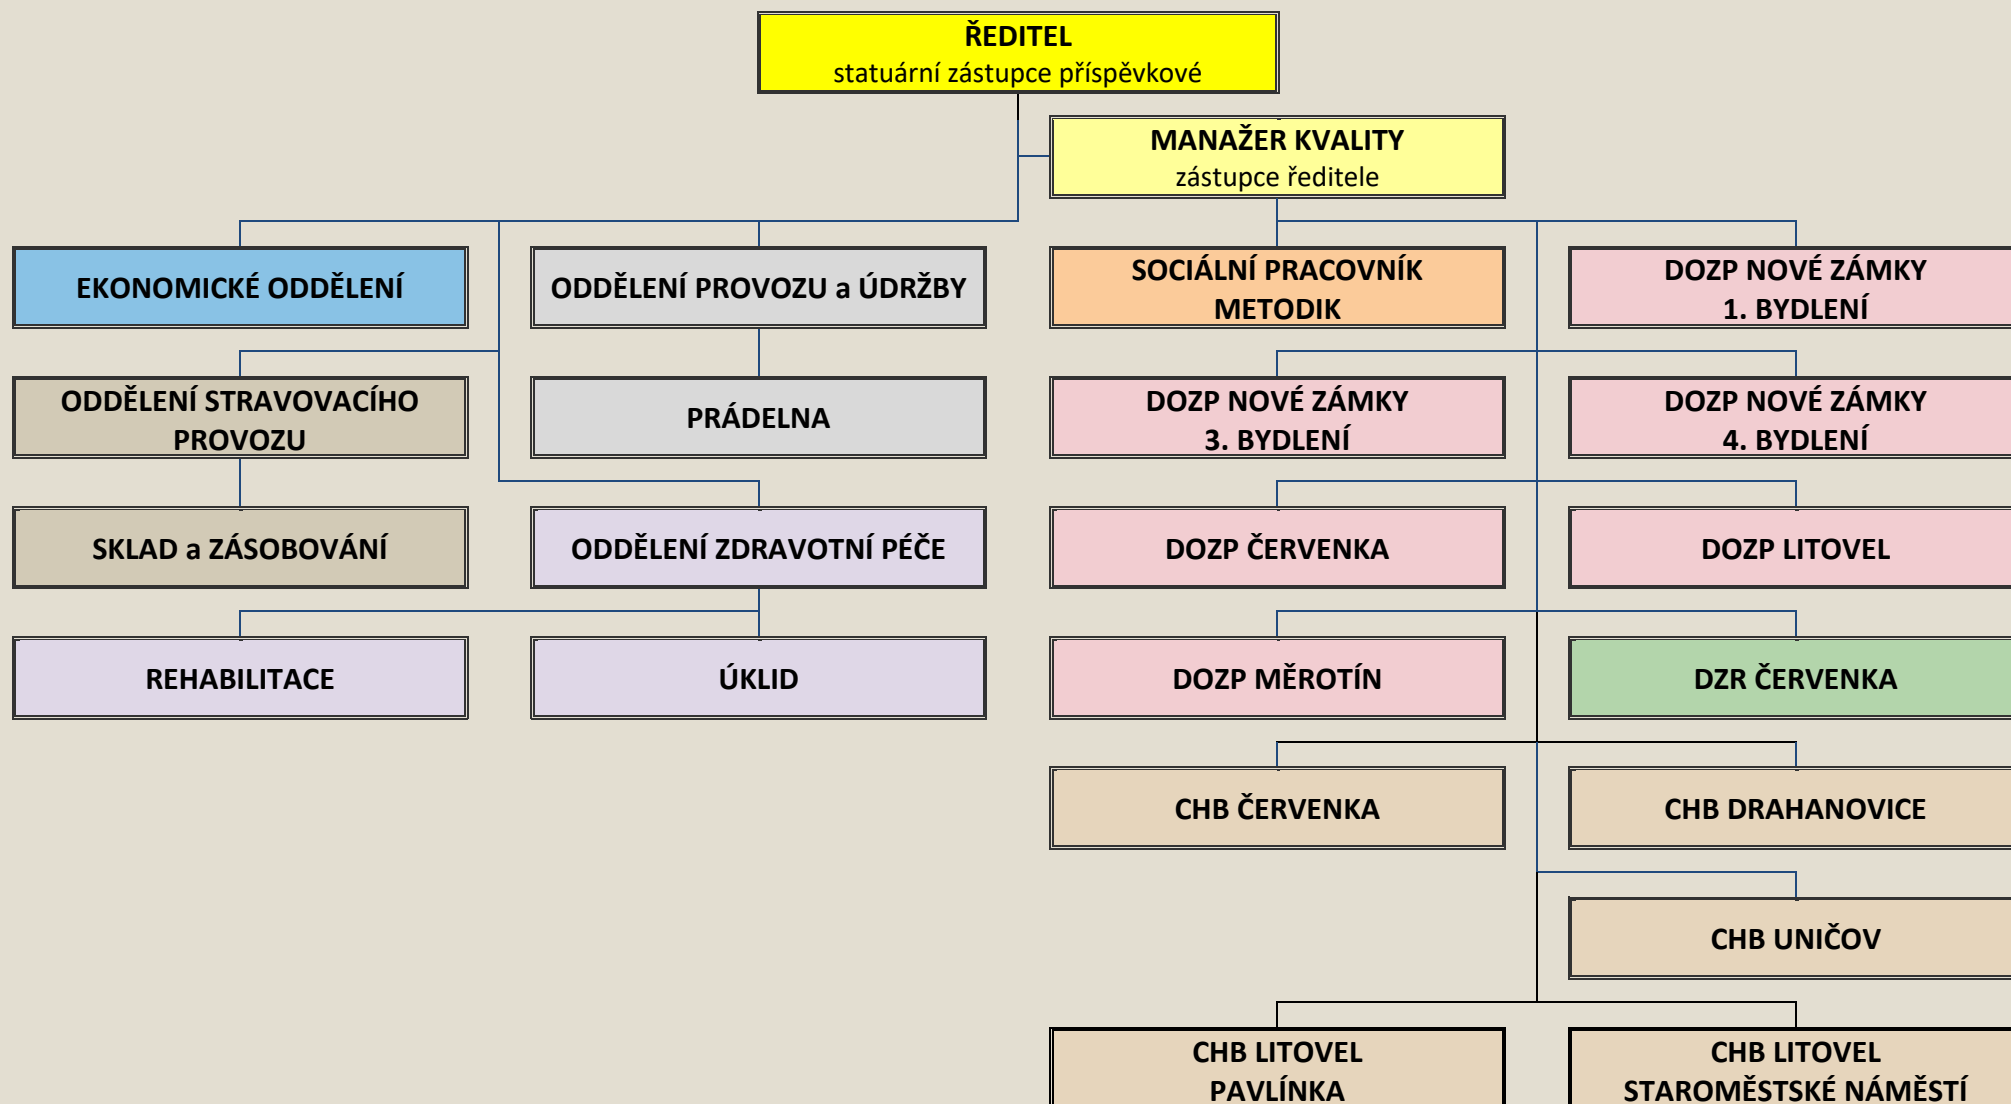 ŘEDITEL
statuární zástupce příspěvkové
MANAŽER KVALITY
zástupce ředitele
EKONOMICKÉ ODDĚLENÍ
ODDĚLENÍ PROVOZU a ÚDRŽBY
SOCIÁLNÍ PRACOVNÍK
METODIK
DOZP NOVÉ ZÁMKY
1. BYDLENÍ
ODDĚLENÍ STRAVOVACÍHO
PROVOZU
PRÁDELNA
DOZP NOVÉ ZÁMKY
3. BYDLENÍ
DOZP NOVÉ ZÁMKY
4. BYDLENÍ
SKLAD a ZÁSOBOVÁNÍ
ODDĚLENÍ ZDRAVOTNÍ PÉČE
DOZP ČERVENKA
DOZP LITOVEL
REHABILITACE
ÚKLID
DOZP MĚROTÍN
DZR ČERVENKA
CHB ČERVENKA
CHB DRAHANOVICE
CHB UNIČOV
CHB LITOVEL
PAVLÍNKA
CHB LITOVEL
STAROMĚSTSKÉ NÁMĚSTÍ